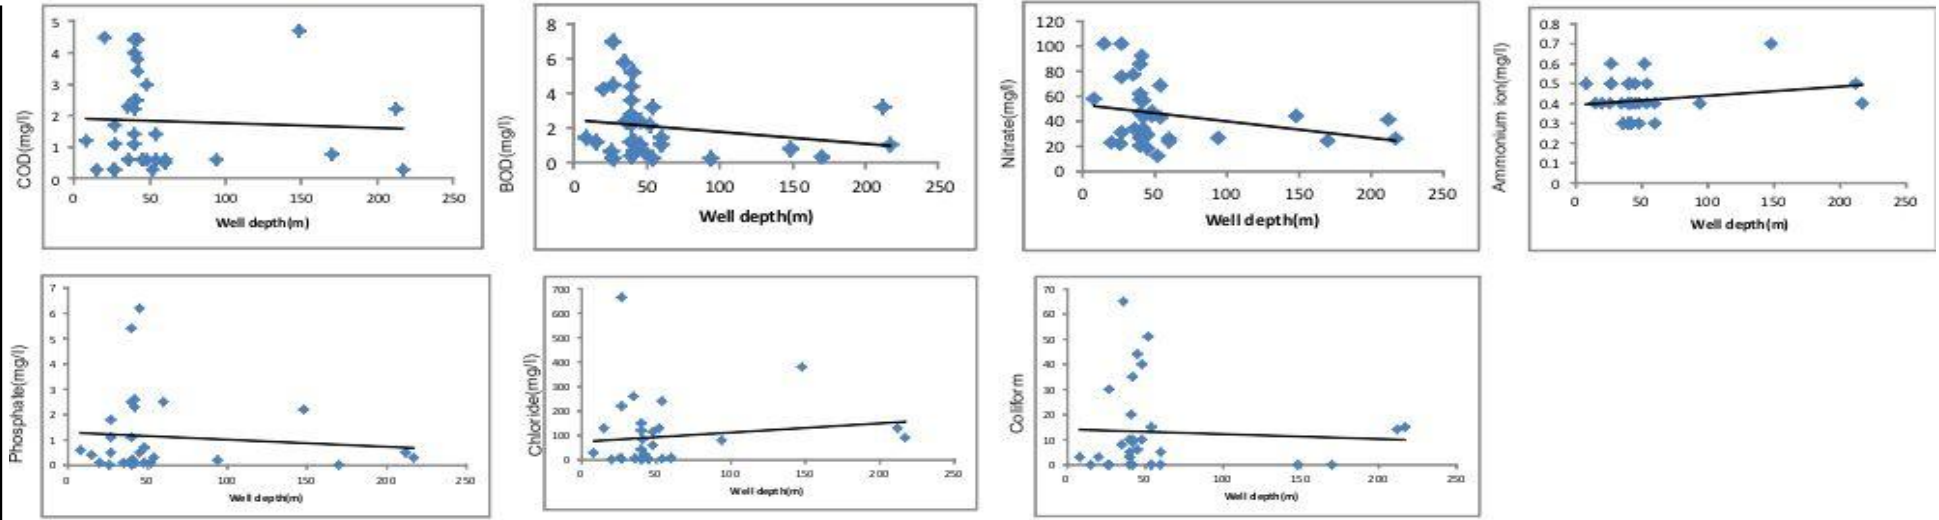 COD(mg/l)
5
4
3
2
1
0
0 50 100 150 200 250
Well depth(m)
BOD(mg/l)
8
6
4
2
0
0 50 100 150 200 250
Well depth(m)
Nitrate(mg/l)
120
100
80
60
40
20
0
0 50 100 150 200 250
Well depth(m)
Ammonium ion(mg/l)
0.8
0.7
0.6
0.5
0.4
0.3
0.2
0.1
0
0 50 100 150 200 250
Well depth(m)
Phosphate(mg/l)
7
6
5
4
3
2
1
0
0 50 100 150 200 250
Well depth(m)
Chloride(mg/l)
700
600
500
400
300
200
100
0
0 50 100 150 200 250
Well depth(m)
Coliform
70
60
50
40
30
20
10
0
0 50 100 150 200 250
Well depth(m)